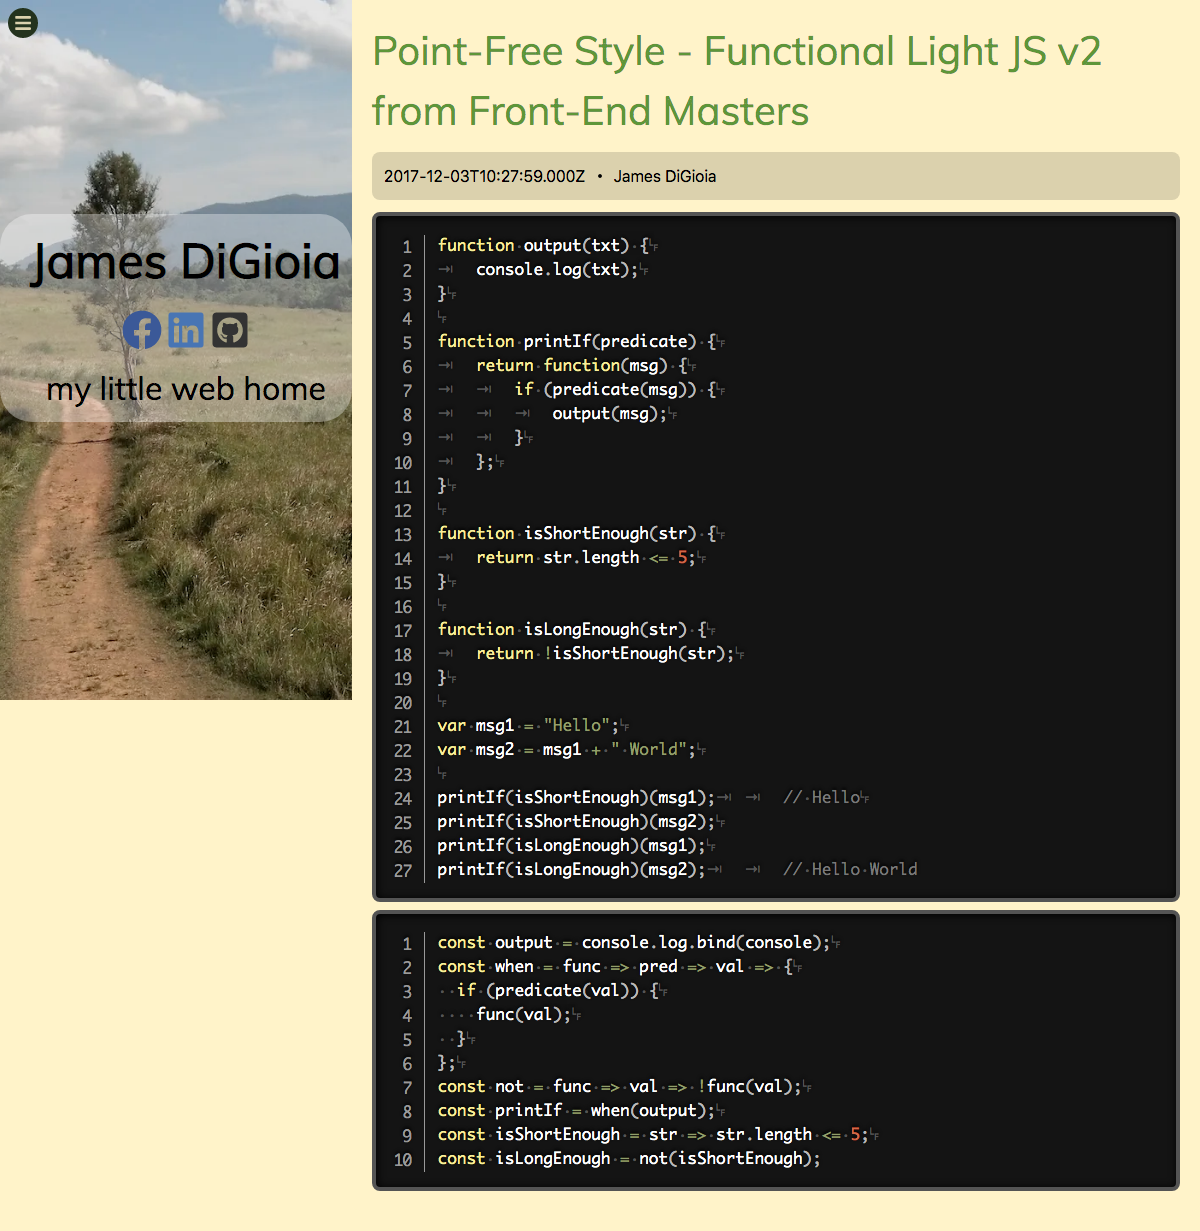 James DiGioia
my little web home
Point-Free Style - Functional Light JS v2
from Front-End Masters
2017-12-03T10:27:59.000Z • James DiGioia
1 function output(txt) {
2 console.log(txt);
3 }
4
5 function printIf(predicate) {
6 return function(msg) {
7 if (predicate(msg)) {
8 output(msg);
9 }
10 };
11 }
12
13 function isShortEnough(str) {
14 return str.length <= 5;
15 }
16
17 function isLongEnough(str) {
18 return !isShortEnough(str);
19 }
20
21 var msg1 = "Hello";
22 var msg2 = msg1 + " World";
23
24 printIf(isShortEnough)(msg1); // Hello
25 printIf(isShortEnough)(msg2);
26 printIf(isLongEnough)(msg1);
27 printIf(isLongEnough)(msg2); // Hello World
1 const output = console.log.bind(console);
2 const when = func => pred => val => {
3 if (predicate(val)) {
4 func(val);
5 }
6 };
7 const not = func => val => !func(val);
8 const printIf = when(output);
9 const isShortEnough = str => str.length <= 5;
10 const isLongEnough = not(isShortEnough);